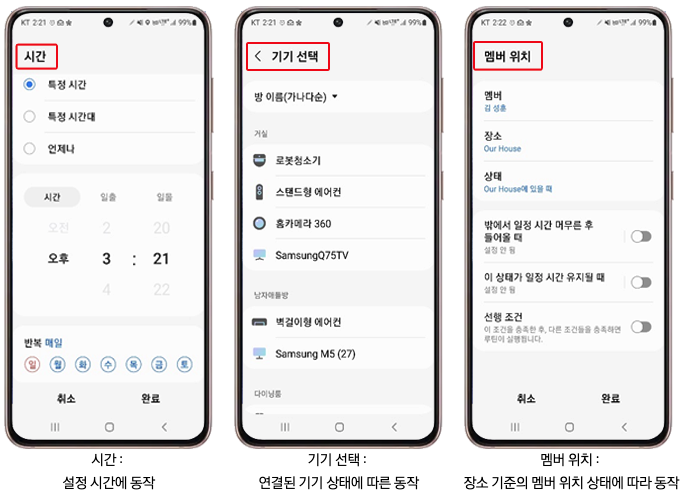 KT 2:21
99%
시간
특정 시간
특정 시간대
언제나
시간 일출 일몰
오전 2 20
오후 3 : 21
4 22
반복 매일
일 월 화 수 목 금 토
취소 완료
시간 :
설정 시간에 동작
KT 2:21
99%
기기 선택
방 이름(가나다순)
거실
로봇청소기
스탠드형 에어컨
홈카메라 360
SamsungQ75TV
남자애들방
벽걸이형 에어컨
Samsung M5 (27)
다이닝룸
기기 선택 :
연결된 기기 상태에 따른 동작
KT 2:22
99%
멤버 위치
멤버
김 성훈
장소
Our House
상태
Our House에 있을 때
밖에서 일정 시간 머무른 후
들어올 때
설정 안 됨
이 상태가 일정 시간 유지될 때
설정 안 됨
선행 조건
이 조건을 충족한 후, 다른 조건들을 충족하면
루틴이 실행됩니다.
취소 완료
멤버 위치 :
장소 기준의 멤버 위치 상태에 따라 동작